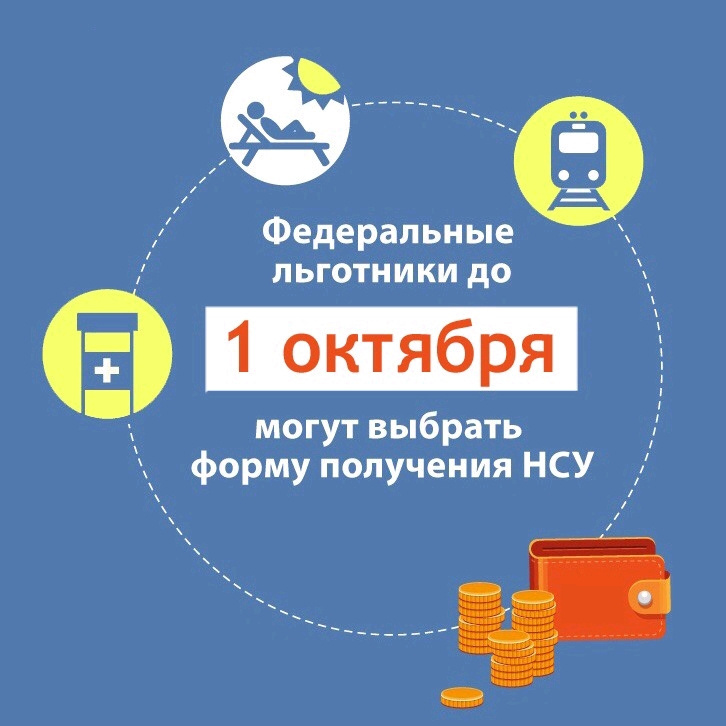 Федеральные
льготники до
1 октября
могут выбрать
форму получения НСУ